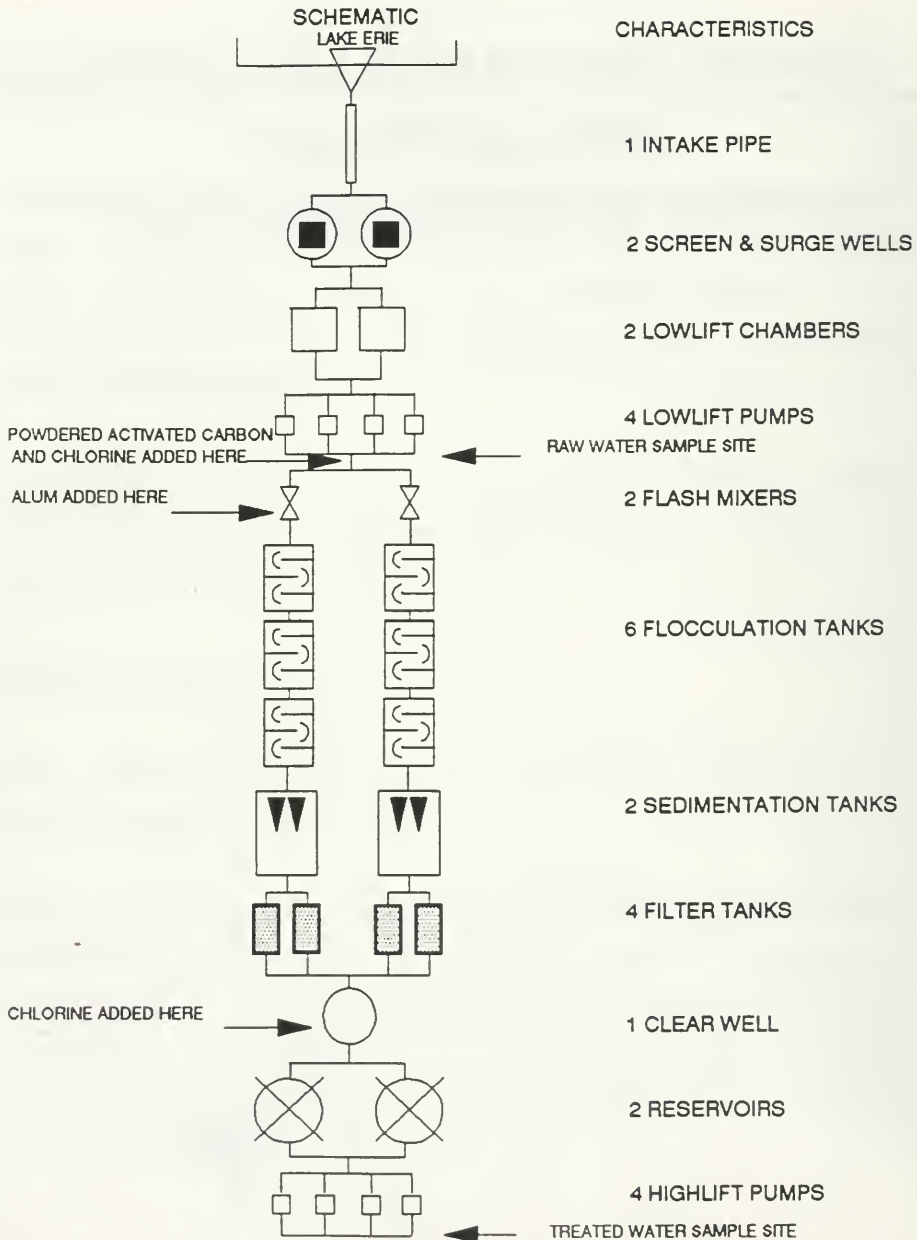 SCHEMATIC
LAKE ERIE
CHARACTERISTICS
1 INTAKE PIPE
2 SCREEN & SURGE WELLS
2 LOWLIFT CHAMBERS
4 LOWLIFT PUMPS
POWDERED ACTIVATED CARBON
AND CHLORINE ADDED HERE
RAW WATER SAMPLE SITE
ALUM ADDED HERE
2 FLASH MIXERS
6 FLOCCULATION TANKS
2 SEDIMENTATION TANKS
4 FILTER TANKS
CHLORINE ADDED HERE
1 CLEAR WELL
2 RESERVOIRS
4 HIGHLIFT PUMPS
TREATED WATER SAMPLE SITE